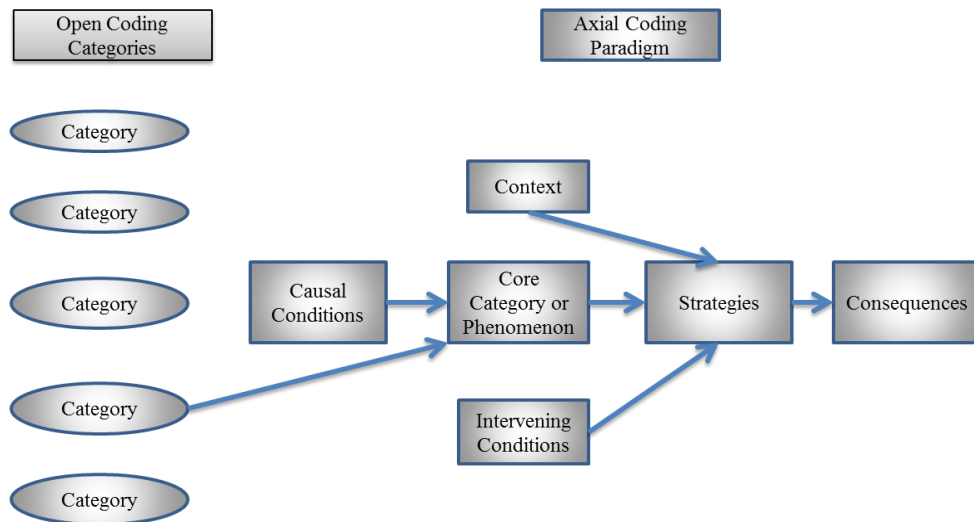 Open Coding
Categories
Axial Coding
Paradigm
Category
Category
Category
Category
Category
Context
Causal
Conditions
Core
Category or
Phenomenon
Strategies
Consequences
Intervening
Conditions